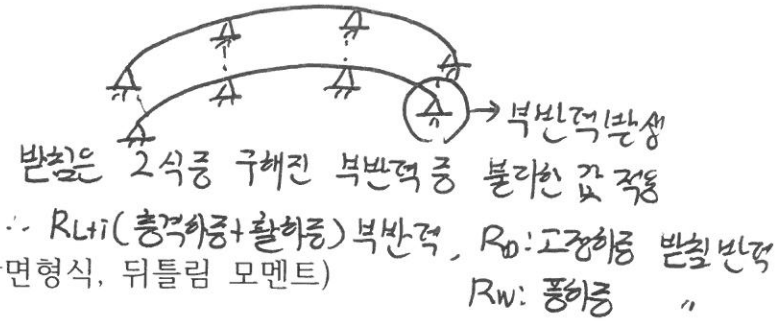 → 부반력발생
받침은 2식중 구해진 부반력 중 불리한 값 적용
∴ RL+i(충격하중+활하중) 부반력, RD: 고정하중 받침반력
면형식, 뒤틀림 모멘트)
RW: 풍하중 〃